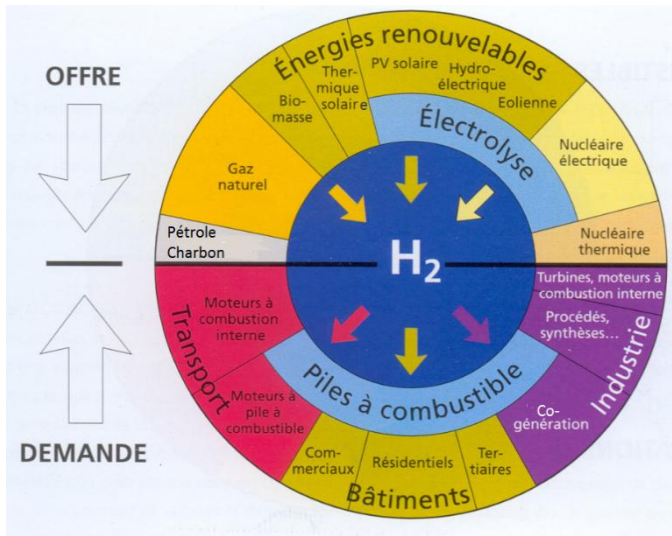 OFFRE
DEMANDE
Énergies renouvelables
Bio-
masse
Ther-
mique
solaire
PV solaire
Hydro-
électrique
Eolienne
Électrolyse
Nucléaire
électrique
Nucléaire
thermique
Gaz
naturel
Pétrole
Charbon
H2
Transport
Moteurs à
combustion
interne
Moteurs à
pile à
combustible
Piles à combustible
Bâtiments
Com-
merciaux
Résidentiels
Ter-
tiaires
Industrie
Turbines, moteurs à
combustion interne
Procédés,
synthèses...
Co-
génération